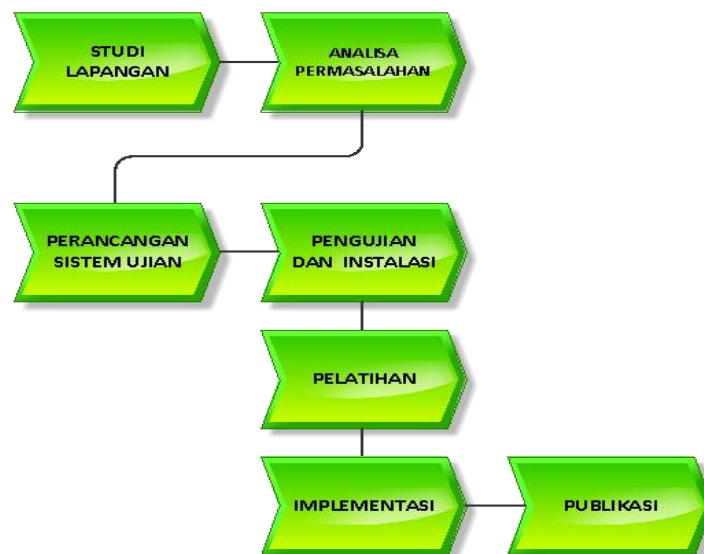 STUDI
LAPANGAN
ANALISA
PERMASALAHAN
PERANCANGAN
SISTEM UJIAN
PENGUJIAN
DAN INSTALASI
PELATIHAN
IMPLEMENTASI
PUBLIKASI